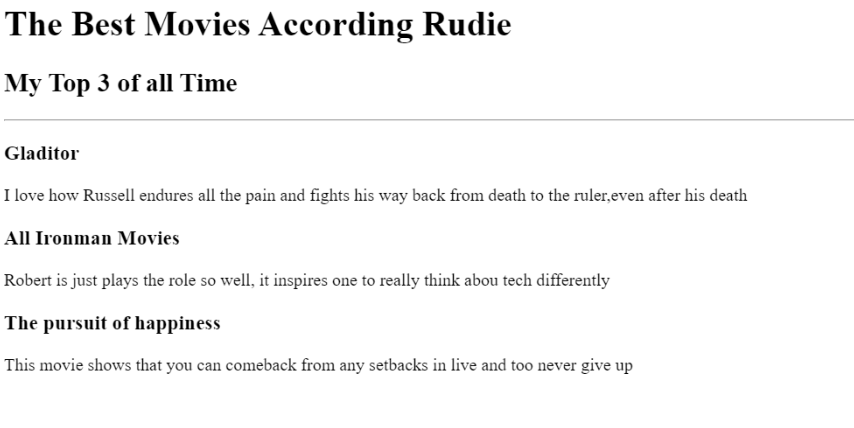 The Best Movies According Rudie
My Top 3 of all Time
Gladitor
I love how Russell endures all the pain and fights his way back from death to the ruler,even after his death
All Ironman Movies
Robert is just plays the role so well, it inspires one to really think abou tech differently
The pursuit of happiness
This movie shows that you can comeback from any setbacks in live and too never give up